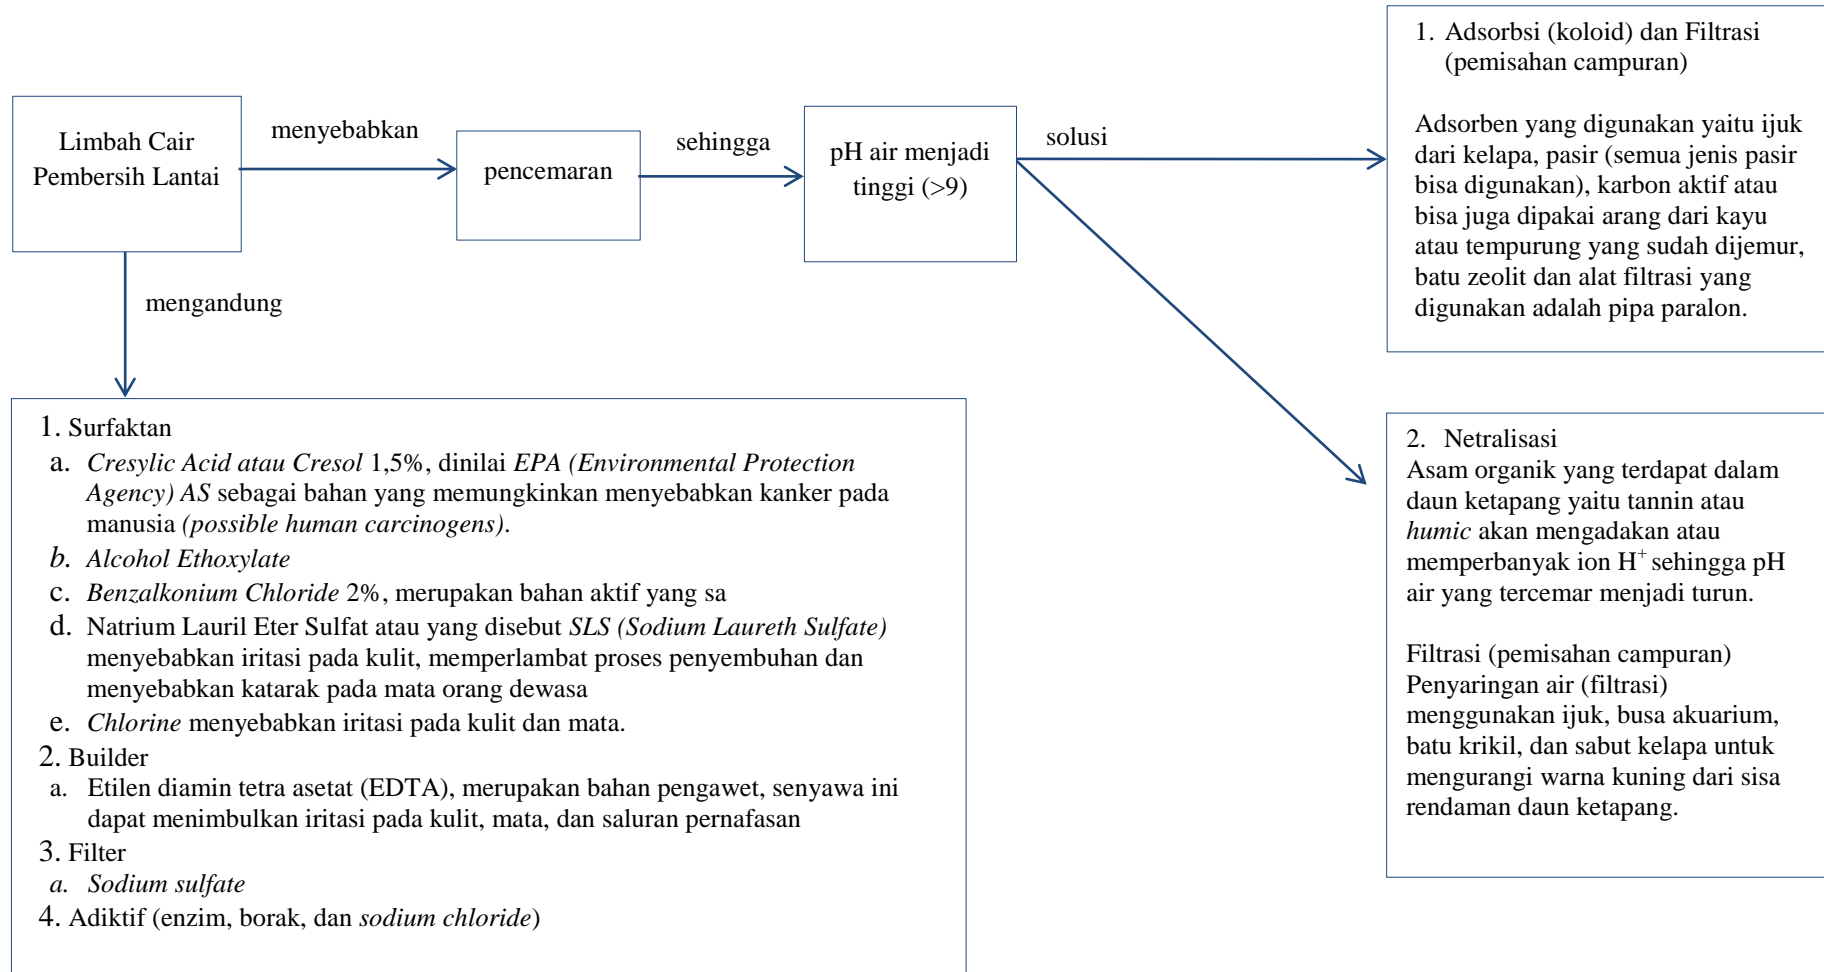 Limbah Cair
Pembersih Lantai
menyebabkan
pencemaran
sehingga
pH air menjadi
tinggi (>9)
solusi
1. Adsorbsi (koloid) dan Filtrasi
(pemisahan campuran)
Adsorben yang digunakan yaitu ijuk
dari kelapa, pasir (semua jenis pasir
bisa digunakan), karbon aktif atau
bisa juga dipakai arang dari kayu
atau tempurung yang sudah dijemur,
batu zeolit dan alat filtrasi yang
digunakan adalah pipa paralon.
mengandung
1. Surfaktan
a. Cresylic Acid atau Cresol 1,5%, dinilai EPA (Environmental Protection
Agency) AS sebagai bahan yang memungkinkan menyebabkan kanker pada
manusia (possible human carcinogens).
b. Alcohol Ethoxylate
c. Benzalkonium Chloride 2%, merupakan bahan aktif yang sa
d. Natrium Lauril Eter Sulfat atau yang disebut SLS (Sodium Laureth Sulfate)
menyebabkan iritasi pada kulit, memperlambat proses penyembuhan dan
menyebabkan katarak pada mata orang dewasa
e. Chlorine menyebabkan iritasi pada kulit dan mata.
2. Builder
a. Etilen diamin tetra asetat (EDTA), merupakan bahan pengawet, senyawa ini
dapat menimbulkan iritasi pada kulit, mata, dan saluran pernafasan
3. Filter
a. Sodium sulfate
4. Adiktif (enzim, borak, dan sodium chloride)
2. Netralisasi
Asam organik yang terdapat dalam
daun ketapang yaitu tannin atau
humic akan mengadakan atau
memperbanyak ion H⁺ sehingga pH
air yang tercemar menjadi turun.
Filtrasi (pemisahan campuran)
Penyaringan air (filtrasi)
menggunakan ijuk, busa akuarium,
batu krikil, dan sabut kelapa untuk
mengurangi warna kuning dari sisa
rendaman daun ketapang.